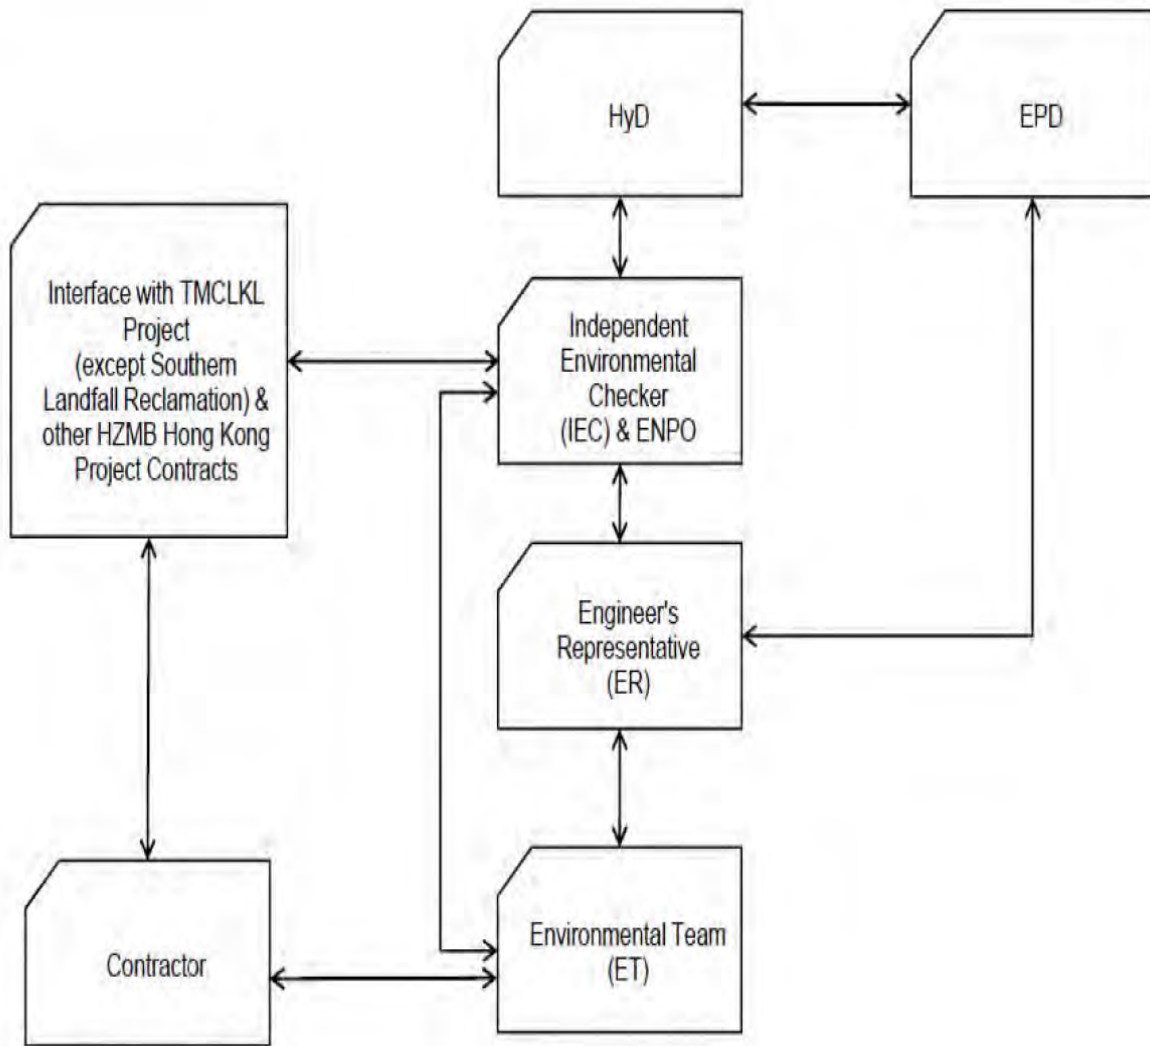 HyD
EPD
Interface with TMCLKL
Project
(except Southern
Landfall Reclamation) &
other HZMB Hong Kong
Project Contracts
Independent
Environmental
Checker
(IEC) & ENPO
Engineer's
Representative
(ER)
Environmental Team
(ET)
Contractor